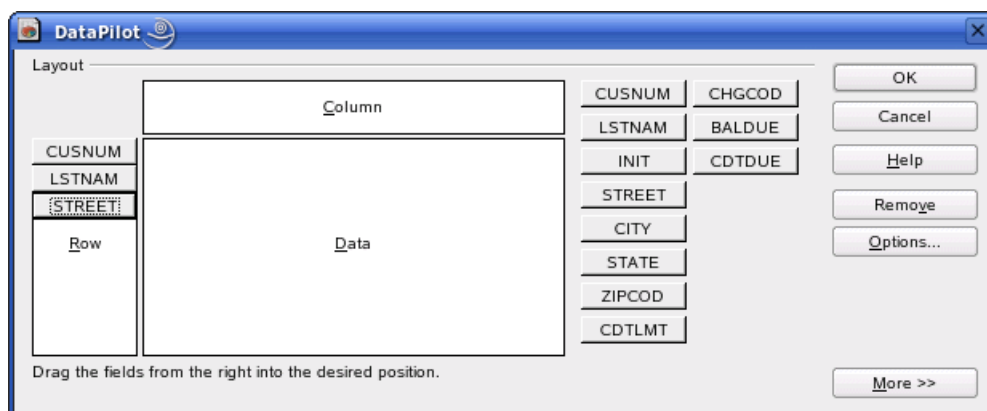 DataPilot
Layout
Column
CUSNUM
LSTNAM
STREET
Row
Data
CUSNUM
LSTNAM
INIT
STREET
CITY
STATE
ZIPCOD
CDTLMT
CHGCOD
BALDUE
CDTDUE
OK
Cancel
Help
Remove
Options...
More >>
Drag the fields from the right into the desired position.